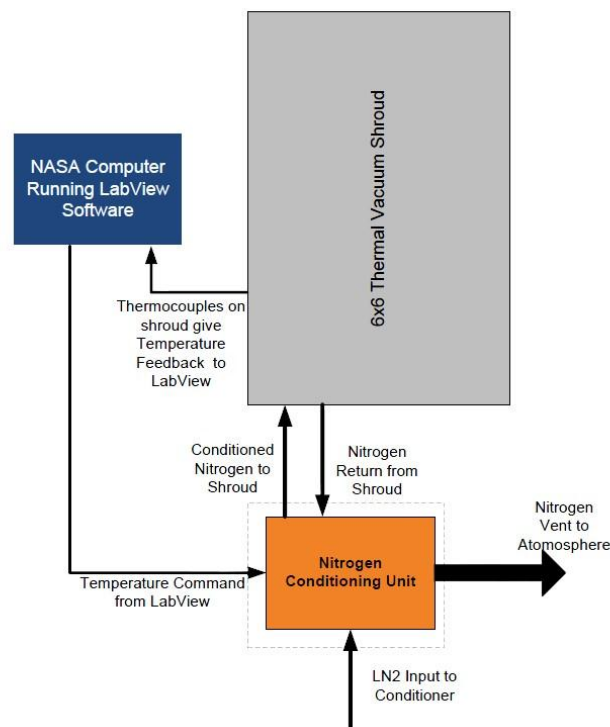 NASA Computer
Running LabView
Software
6x6 Thermal Vacuum Shroud
Thermocouples on
shroud give
Temperature
Feedback to
LabView
Conditioned
Nitrogen to
Shroud
Nitrogen
Return from
Shroud
Nitrogen
Vent to
Atomosphere
Nitrogen
Conditioning Unit
Temperature Command
from LabView
LN2 Input to
Conditioner